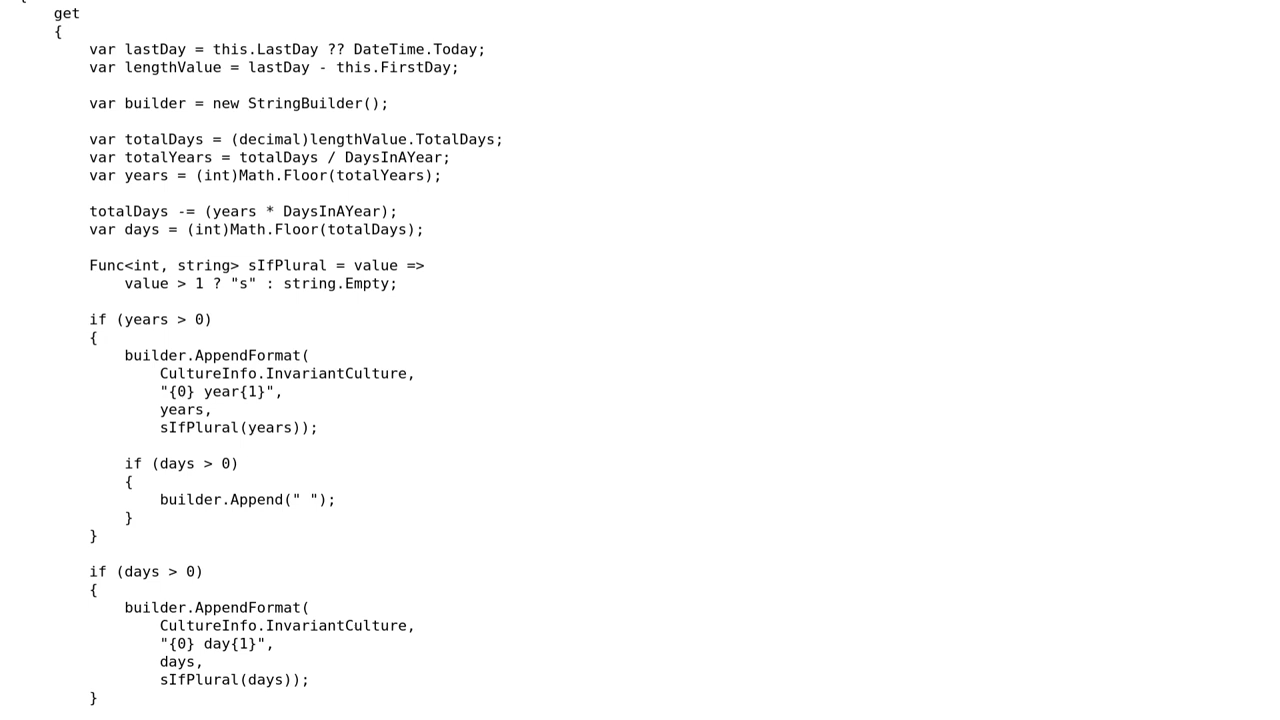 {
get
{
var lastDay = this.LastDay ?? DateTime.Today;
var lengthValue = lastDay - this.FirstDay;
var builder = new StringBuilder();
var totalDays = (decimal)lengthValue.TotalDays;
var totalYears = totalDays / DaysInAYear;
var years = (int)Math.Floor(totalYears);
totalDays -= (years * DaysInAYear);
var days = (int)Math.Floor(totalDays);
Func<int, string> sIfPlural = value =>
value > 1 ? "s" : string.Empty;
if (years > 0)
{
builder.AppendFormat(
CultureInfo.InvariantCulture,
"{0} year{1}",
years,
sIfPlural(years));
if (days > 0)
{
builder.Append(" ");
}
}
if (days > 0)
{
builder.AppendFormat(
CultureInfo.InvariantCulture,
"{0} day{1}",
days,
sIfPlural(days));
}